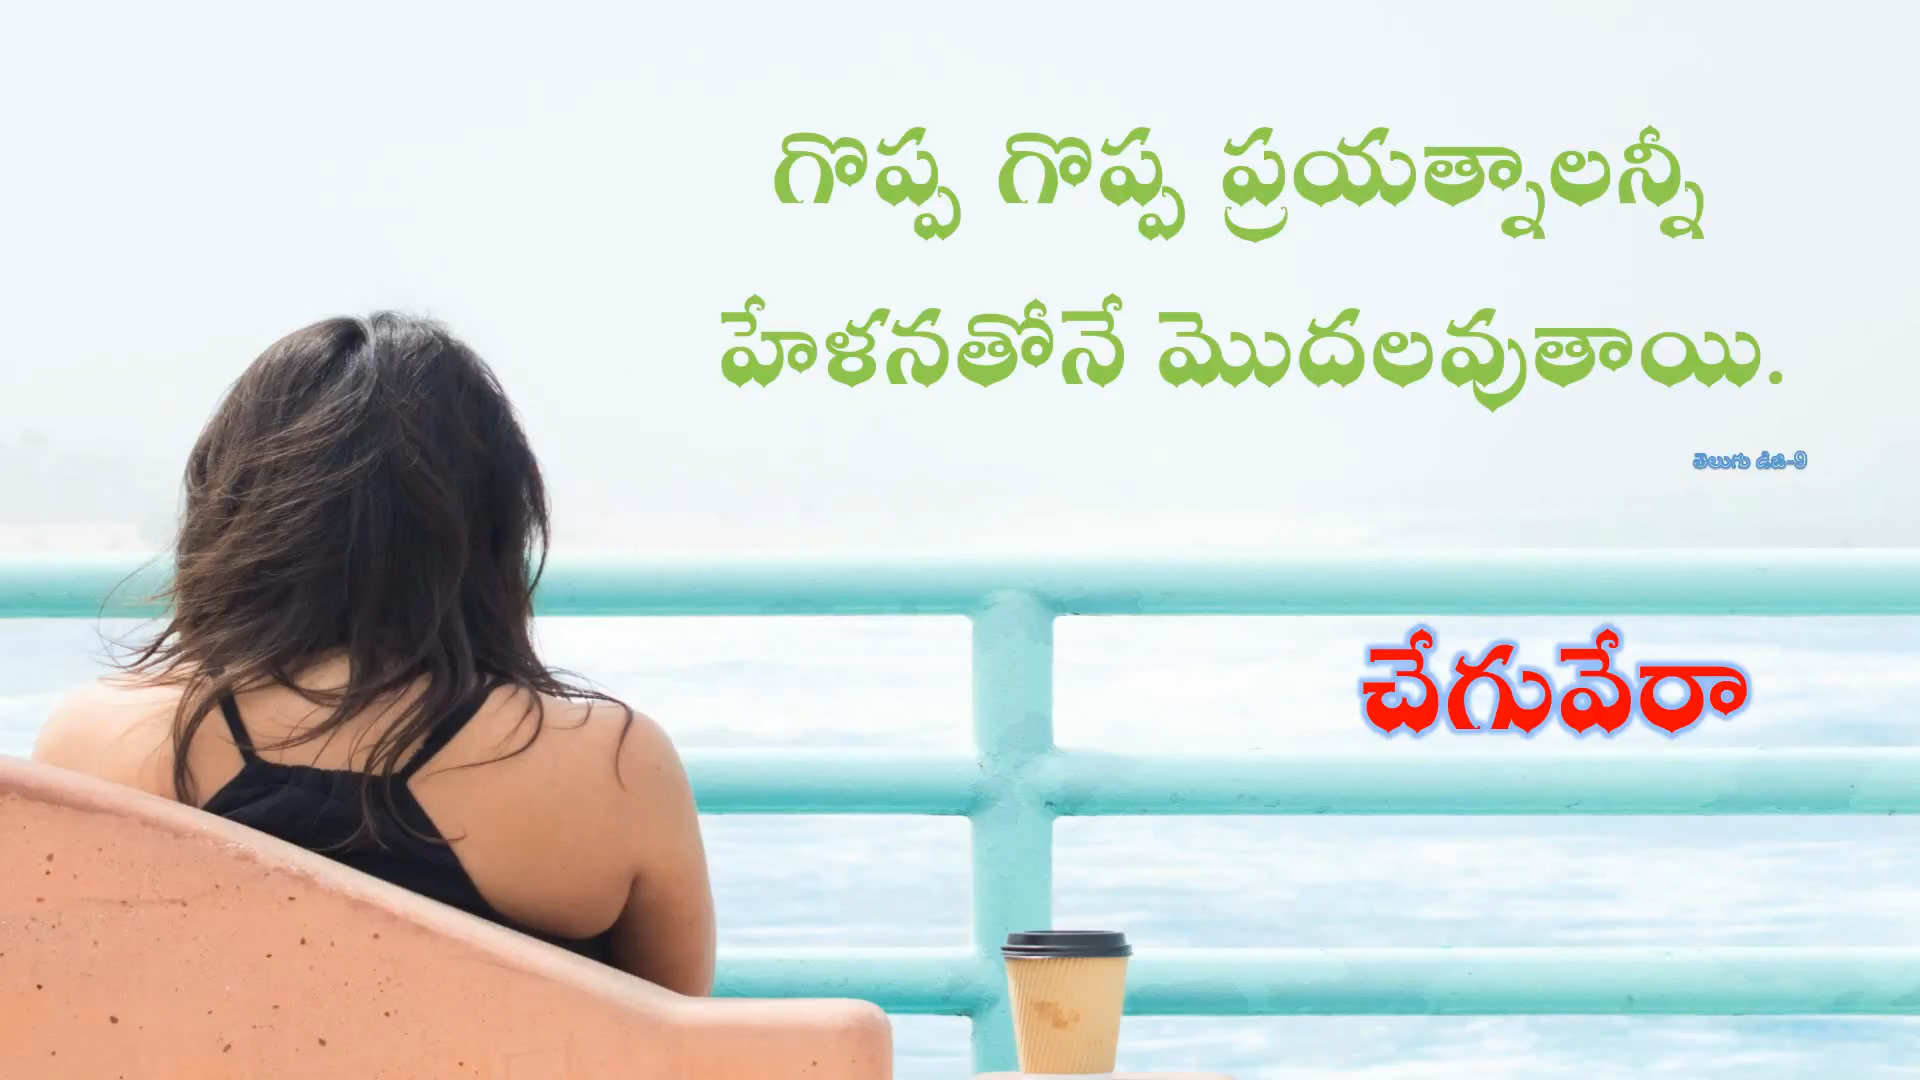 గొప్ప గొప్ప ప్రయత్నాలన్నీ
హేళనతోనే మొదలవుతాయి.
తెలుగు డిటి-9
చేగువేరా